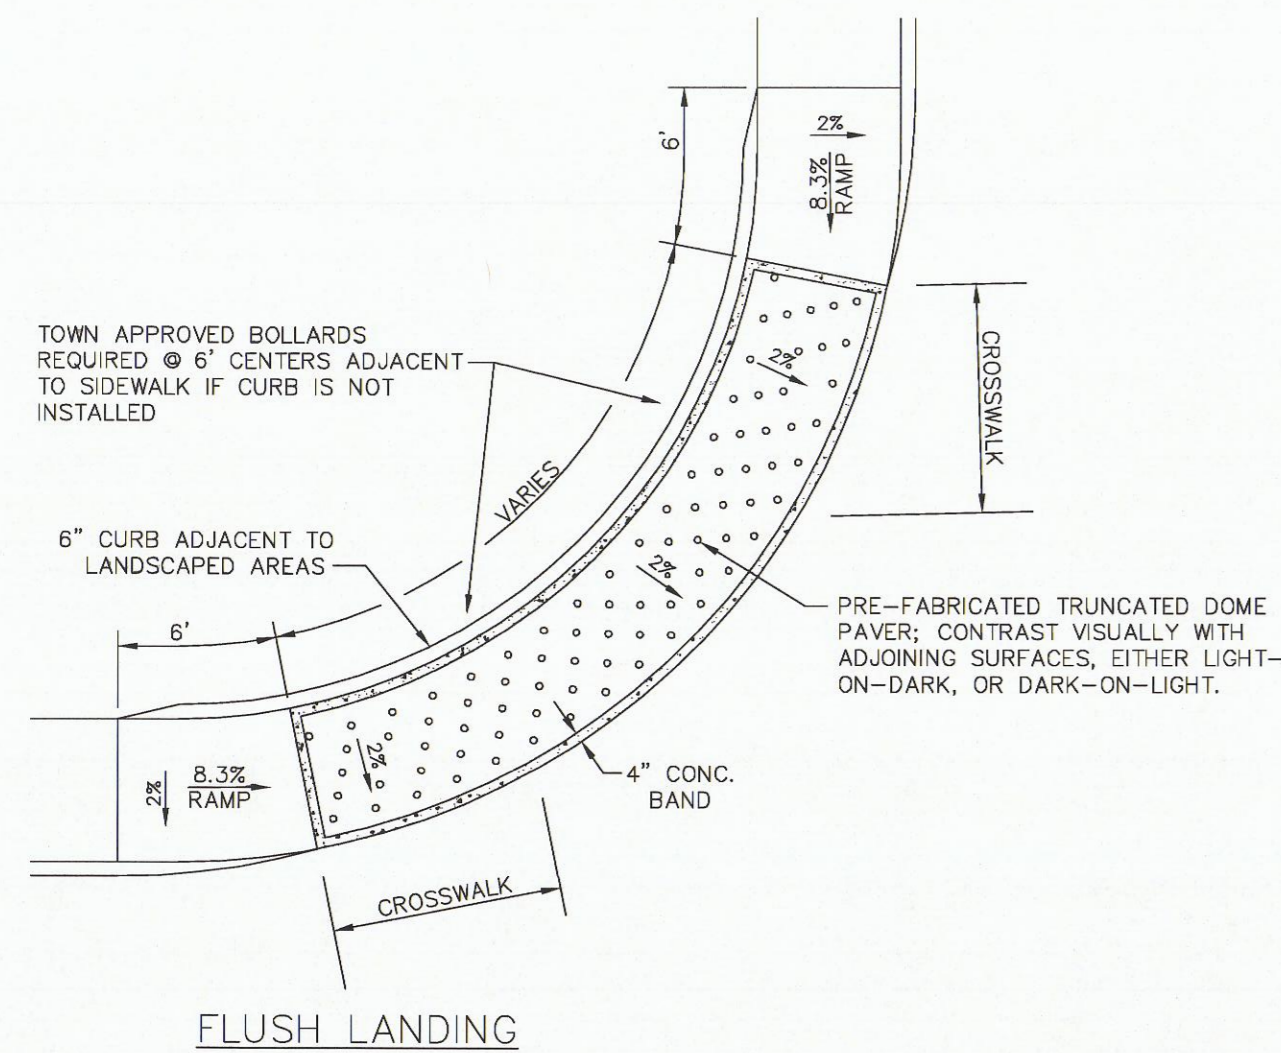 6'
2%
8.3%
RAMP
TOWN APPROVED BOLLARDS
REQUIRED @ 6' CENTERS ADJACENT
TO SIDEWALK IF CURB IS NOT
INSTALLED
2%
CROSSWALK
VARIES
6" CURB ADJACENT TO
LANDSCAPED AREAS
2%
PRE-FABRICATED TRUNCATED DOME
PAVER; CONTRAST VISUALLY WITH
ADJOINING SURFACES, EITHER LIGHT-
ON-DARK, OR DARK-ON-LIGHT.
6'
2%
8.3%
RAMP
2%
4" CONC.
BAND
CROSSWALK
FLUSH LANDING